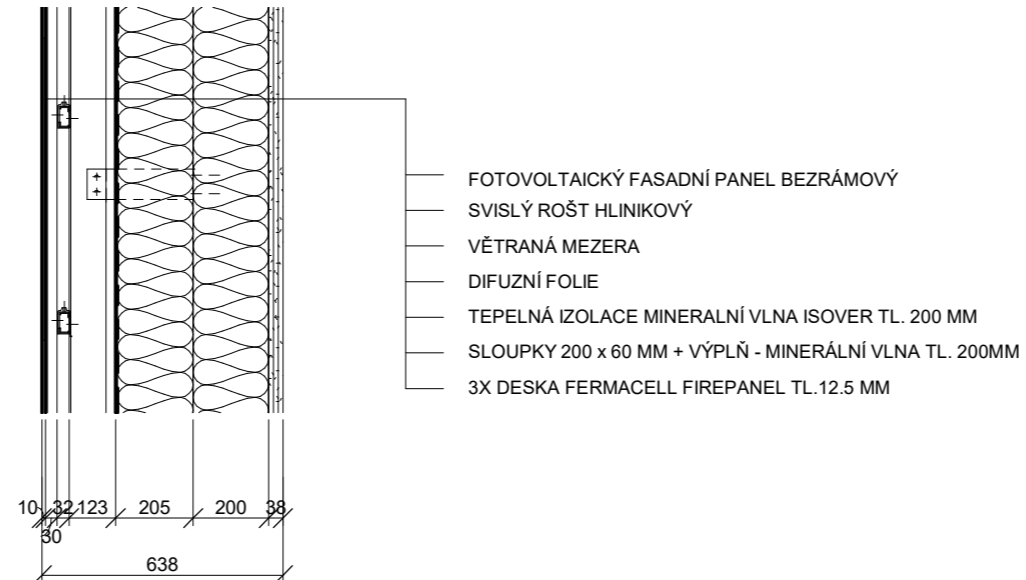 FOTOVOLTAICKÝ FASADNÍ PANEL BEZRÁMOVÝ
SVISLÝ ROŠT HLINIKOVÝ
VĚTRANÁ MEZERA
DIFUZNÍ FOLIE
TEPELNÁ IZOLACE MINERALNÍ VLNA ISOVER TL. 200 MM
SLOUPKY 200 x 60 MM + VÝPLŇ - MINERÁLNÍ VLNA TL. 200MM
3X DESKA FERMACELL FIREPANEL TL.12.5 MM
10 32 123 205 200 38
30
638